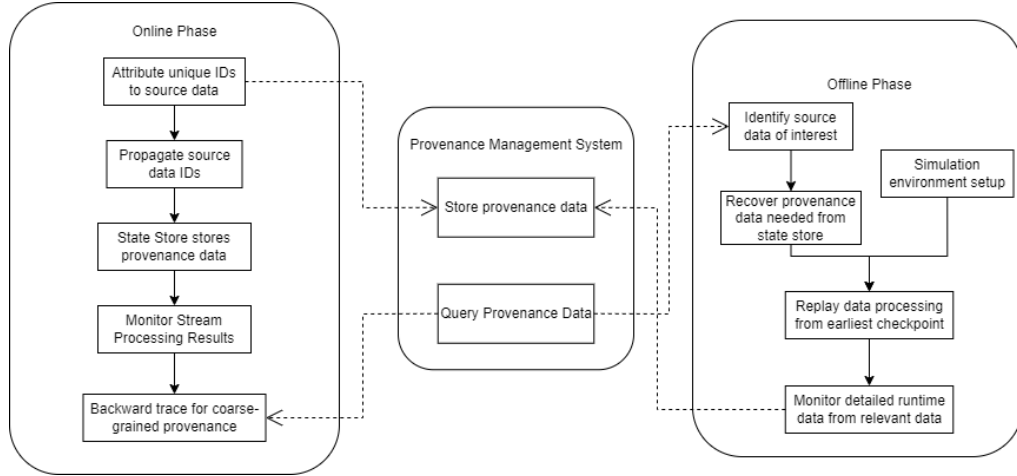 Online Phase
Attribute unique IDs
to source data
Propagate source
data IDs
State Store stores
provenance data
Monitor Stream
Processing Results
Backward trace for coarse-
grained provenance
Provenance Management System
Store provenance data
Query Provenance Data
Offline Phase
Identify source
data of interest
Simulation
environment setup
Recover provenance
data needed from
state store
Replay data processing
from earliest checkpoint
Monitor detailed runtime
data from relevant data